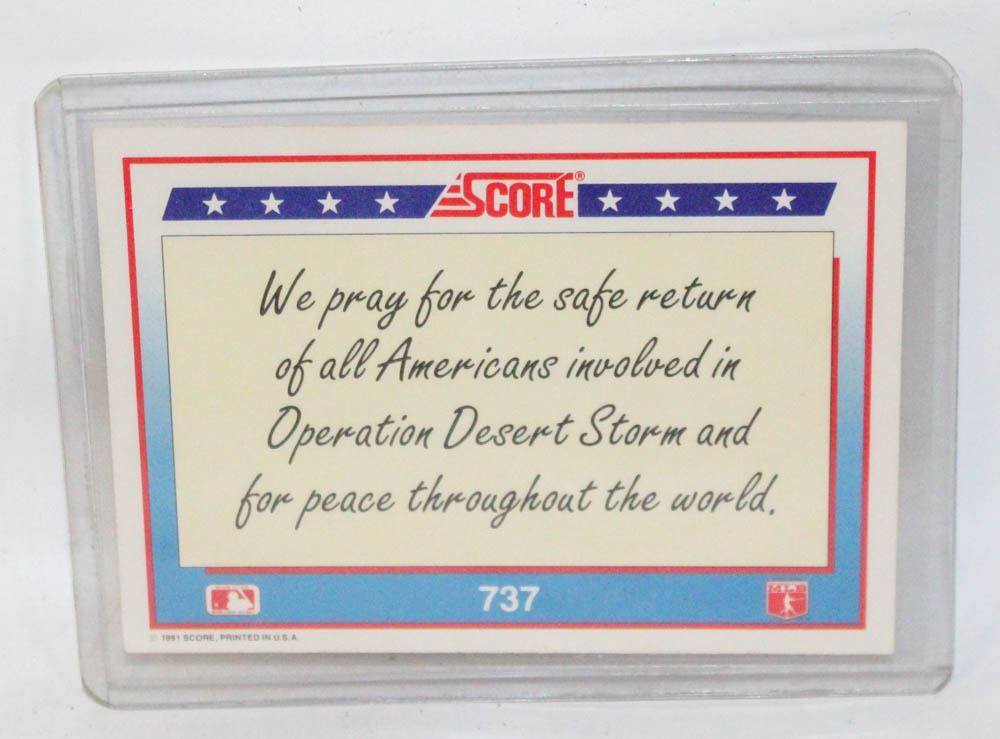 SCORE®
We pray for the safe return
of all Americans involved in
Operation Desert Storm and
for peace throughout the world.
737
MLB
© 1991 SCORE, PRINTED IN U.S.A.